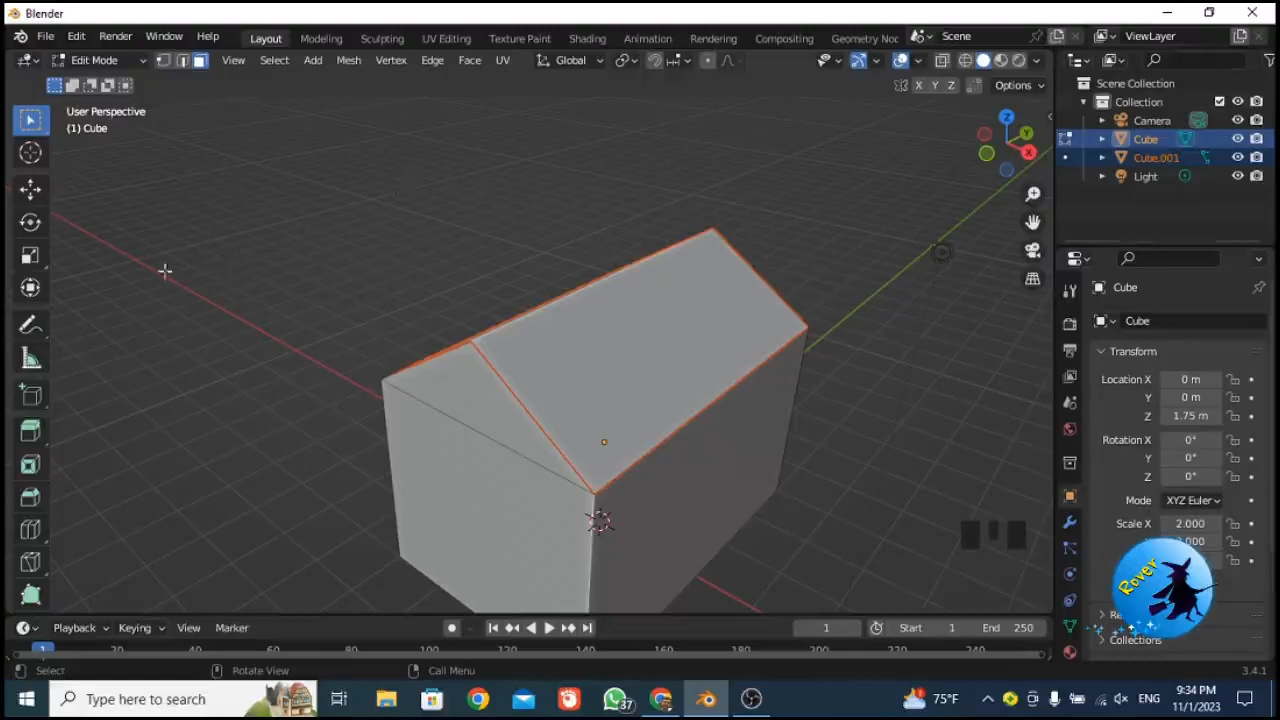 Blender
File Edit Render Window Help Layout Modeling Sculpting UV Editing Texture Paint Shading Animation Rendering Compositing Geometry Noc Scene ViewLayer
Edit Mode View Select Add Mesh Vertex Edge Face UV Global
X Y Z Options
User Perspective
(1) Cube
Z
Y
X
Scene Collection
Collection
Camera
Cube
Cube.001
Light
Cube
Cube
Transform
Location X 0 m
Y 0 m
Z 1.75 m
Rotation X 0°
Y 0°
Z 0°
Mode XYZ Euler
Scale X 2.000
Rover
Collections
Playback Keying View Marker 1 Start 1 End 250
1 20 40 60 80 100 120 140 160 180 200 220 240
Select Rotate View Call Menu 3.4.1
Type here to search 37 75°F ENG 9:34 PM
11/1/2023